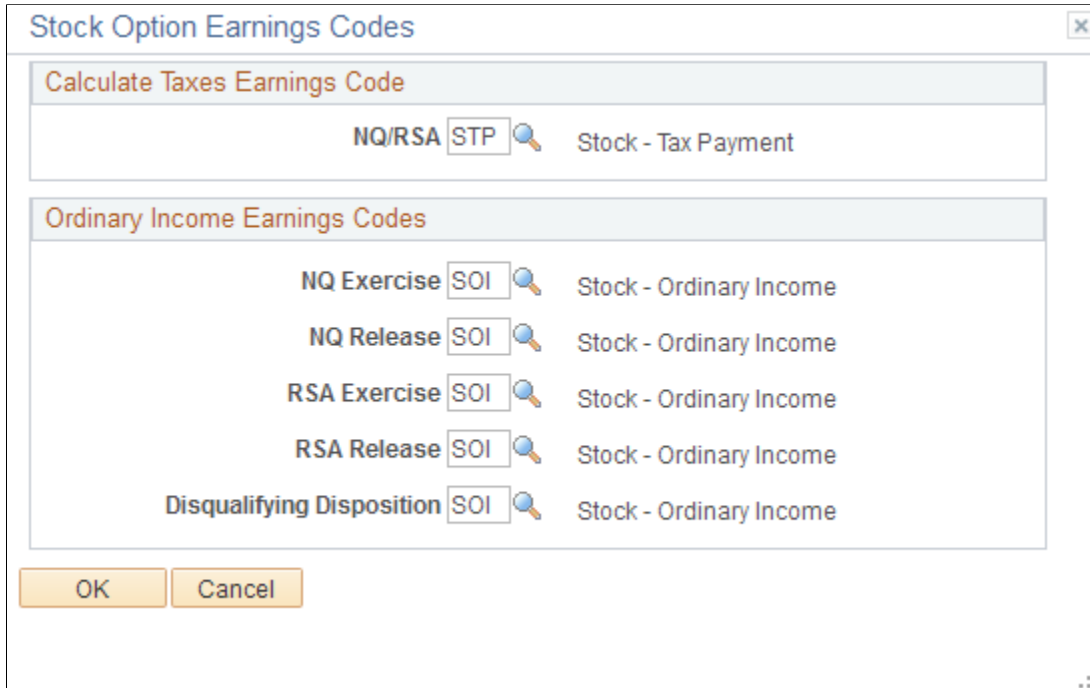 Stock Option Earnings Codes
Calculate Taxes Earnings Code
NQ/RSA STP Stock - Tax Payment
Ordinary Income Earnings Codes
NQ Exercise SOI Stock - Ordinary Income
NQ Release SOI Stock - Ordinary Income
RSA Exercise SOI Stock - Ordinary Income
RSA Release SOI Stock - Ordinary Income
Disqualifying Disposition SOI Stock - Ordinary Income
OK Cancel